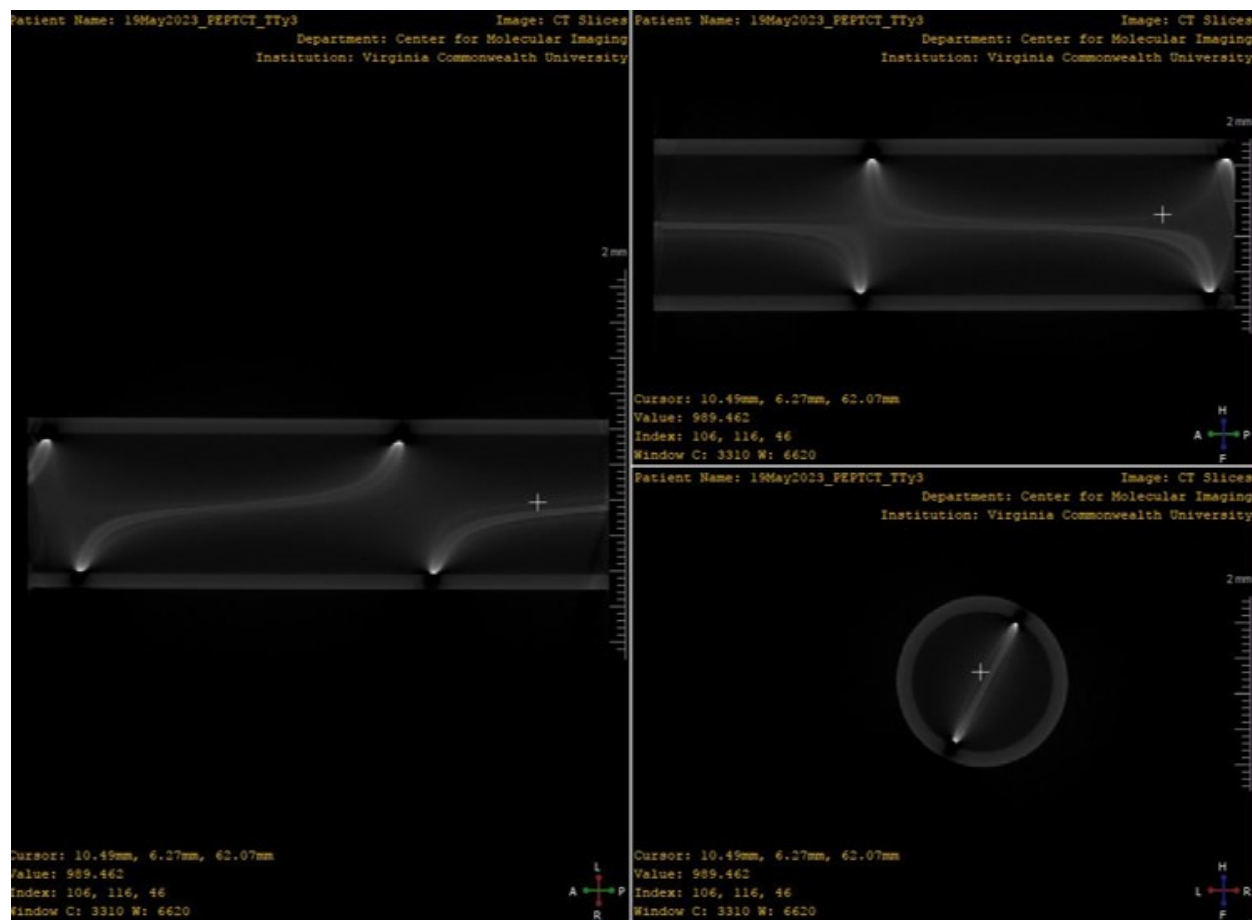 Patient Name: 19May2023_PEPTCT_TTy3
Image: CT Slices
Department: Center for Molecular Imaging
Institution: Virginia Commonwealth University
2mm
Cursor: 10.49mm, 6.27mm, 62.07mm
Value: 989.462
Index: 106, 116, 46
Window C: 3310 W: 6620
L
A P
R
Patient Name: 19May2023_PEPTCT_TTy3
Image: CT Slices
Department: Center for Molecular Imaging
Institution: Virginia Commonwealth University
2mm
Cursor: 10.49mm, 6.27mm, 62.07mm
Value: 989.462
Index: 106, 116, 46
Window C: 3310 W: 6620
H
A P
F
Patient Name: 19May2023_PEPTCT_TTy3
Image: CT Slices
Department: Center for Molecular Imaging
Institution: Virginia Commonwealth University
2mm
Cursor: 10.49mm, 6.27mm, 62.07mm
Value: 989.462
Index: 106, 116, 46
Window C: 3310 W: 6620
H
L R
F